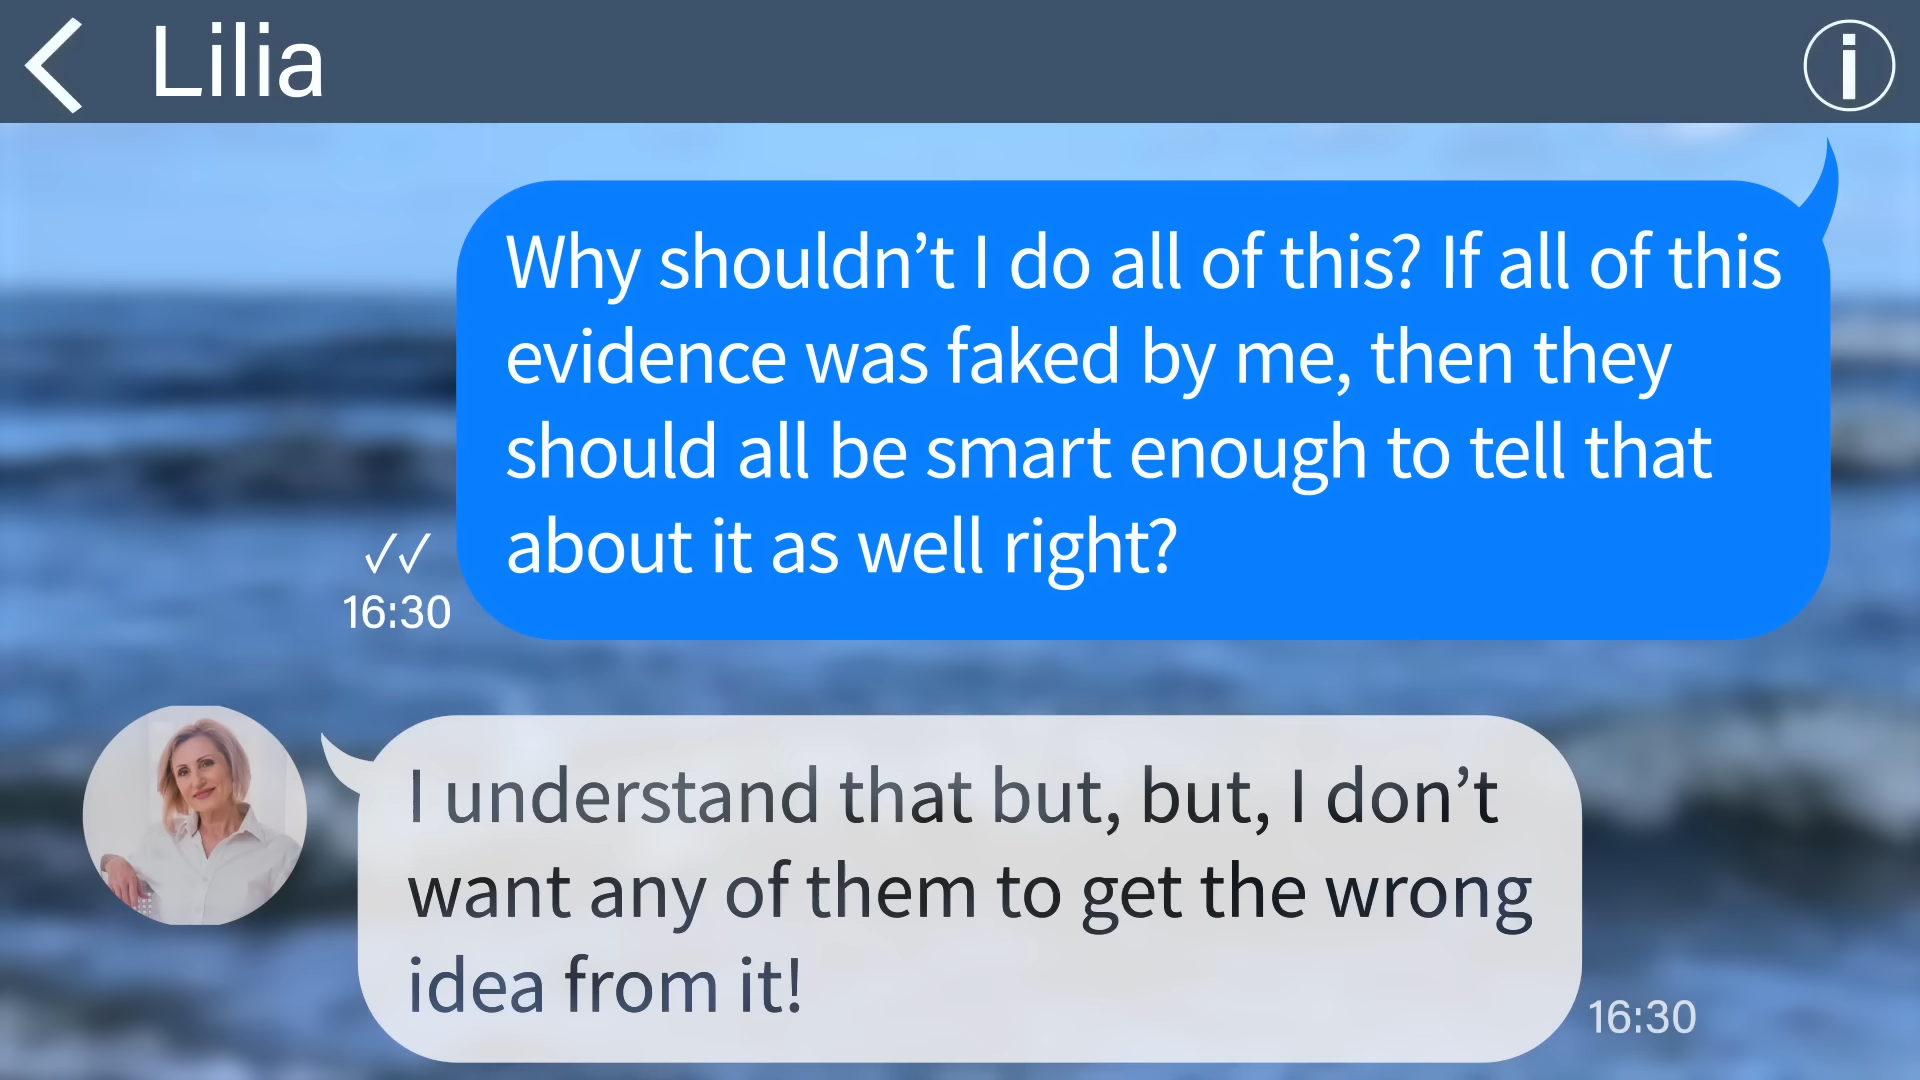 Lilia
Why shouldn’t I do all of this? If all of this
evidence was faked by me, then they
should all be smart enough to tell that
about it as well right?
16:30
I understand that but, but, I don’t
want any of them to get the wrong
idea from it!
16:30